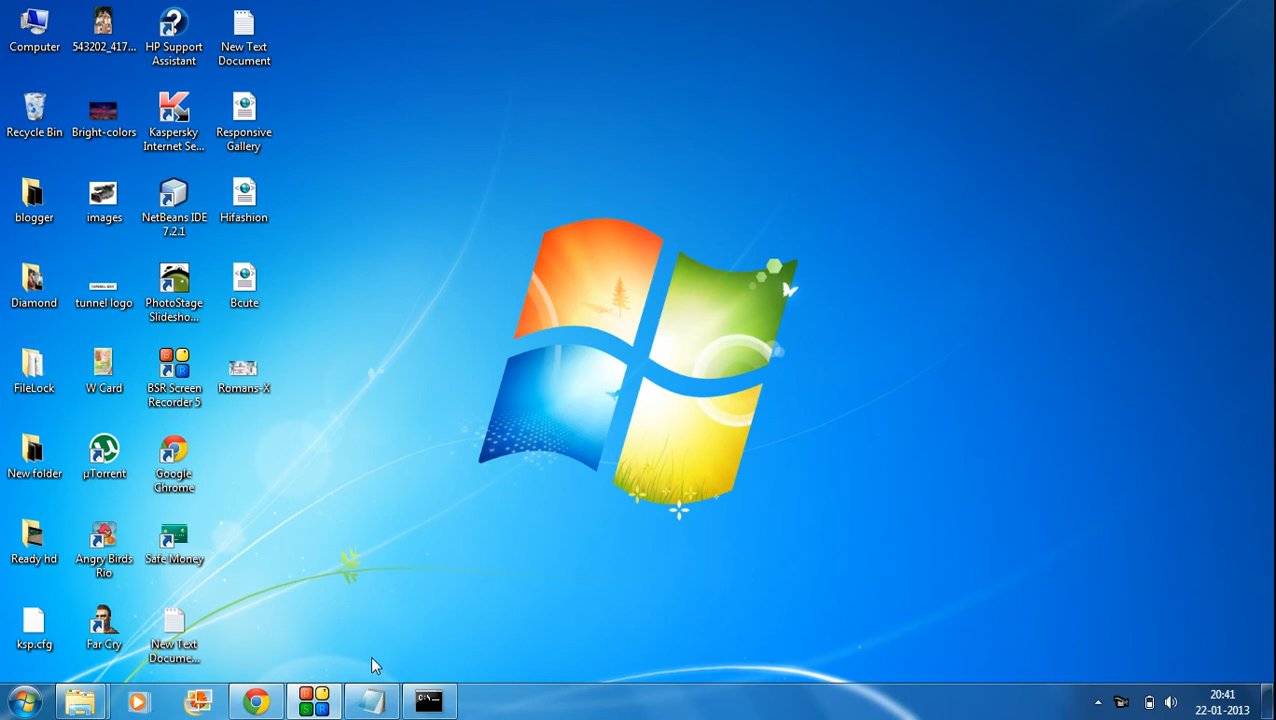 Computer
543202_417...
HP Support
Assistant
New Text
Document
Recycle Bin
Bright-colors
Kaspersky
Internet Se...
Responsive
Gallery
blogger
images
NetBeans IDE
7.2.1
Hifashion
Diamond
tunnel logo
PhotoStage
Slidesho...
Bcute
FileLock
W Card
BSR Screen
Recorder 5
Romans-X
New folder
µTorrent
Google
Chrome
Ready hd
Angry Birds
Rio
Safe Money
ksp.cfg
Far Cry
New Text
Docume...
B
S R
C:\_
20:41
22-01-2013